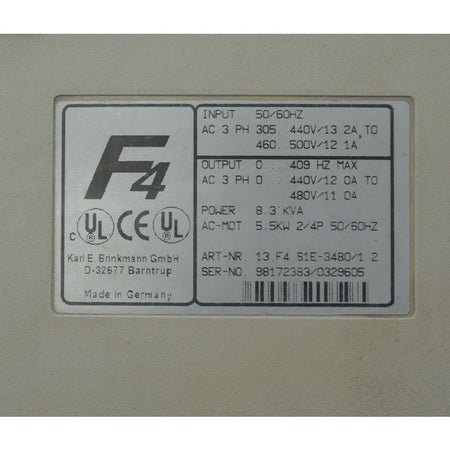 F4
c UL CE UL
Karl E. Brinkmann GmbH
D-32677 Barntrup
Made in Germany
INPUT 50/60HZ
AC 3 PH 305 440V/13 2A TO
460 500V/12 1A
OUTPUT 0 409 HZ MAX
AC 3 PH 0 440V/12 0A TO
480V/11 0A
POWER 8.3 KVA
AC-MOT 5.5KW 2/4P 50/60HZ
ART-NR 13 F4 S1E-3480/1 2
SER-NO 98172383/0329605